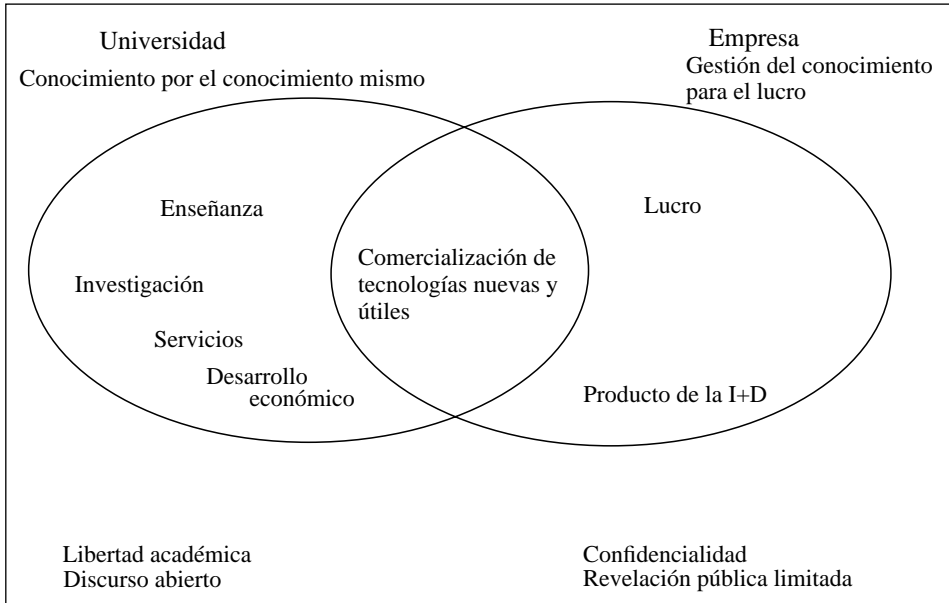 Universidad
Conocimiento por el conocimiento mismo
Empresa
Gestión del conocimiento
para el lucro
Enseñanza
Investigación
Servicios
Desarrollo
económico
Comercialización de
tecnologías nuevas y
útiles
Lucro
Producto de la I+D
Libertad académica
Discurso abierto
Confidencialidad
Revelación pública limitada